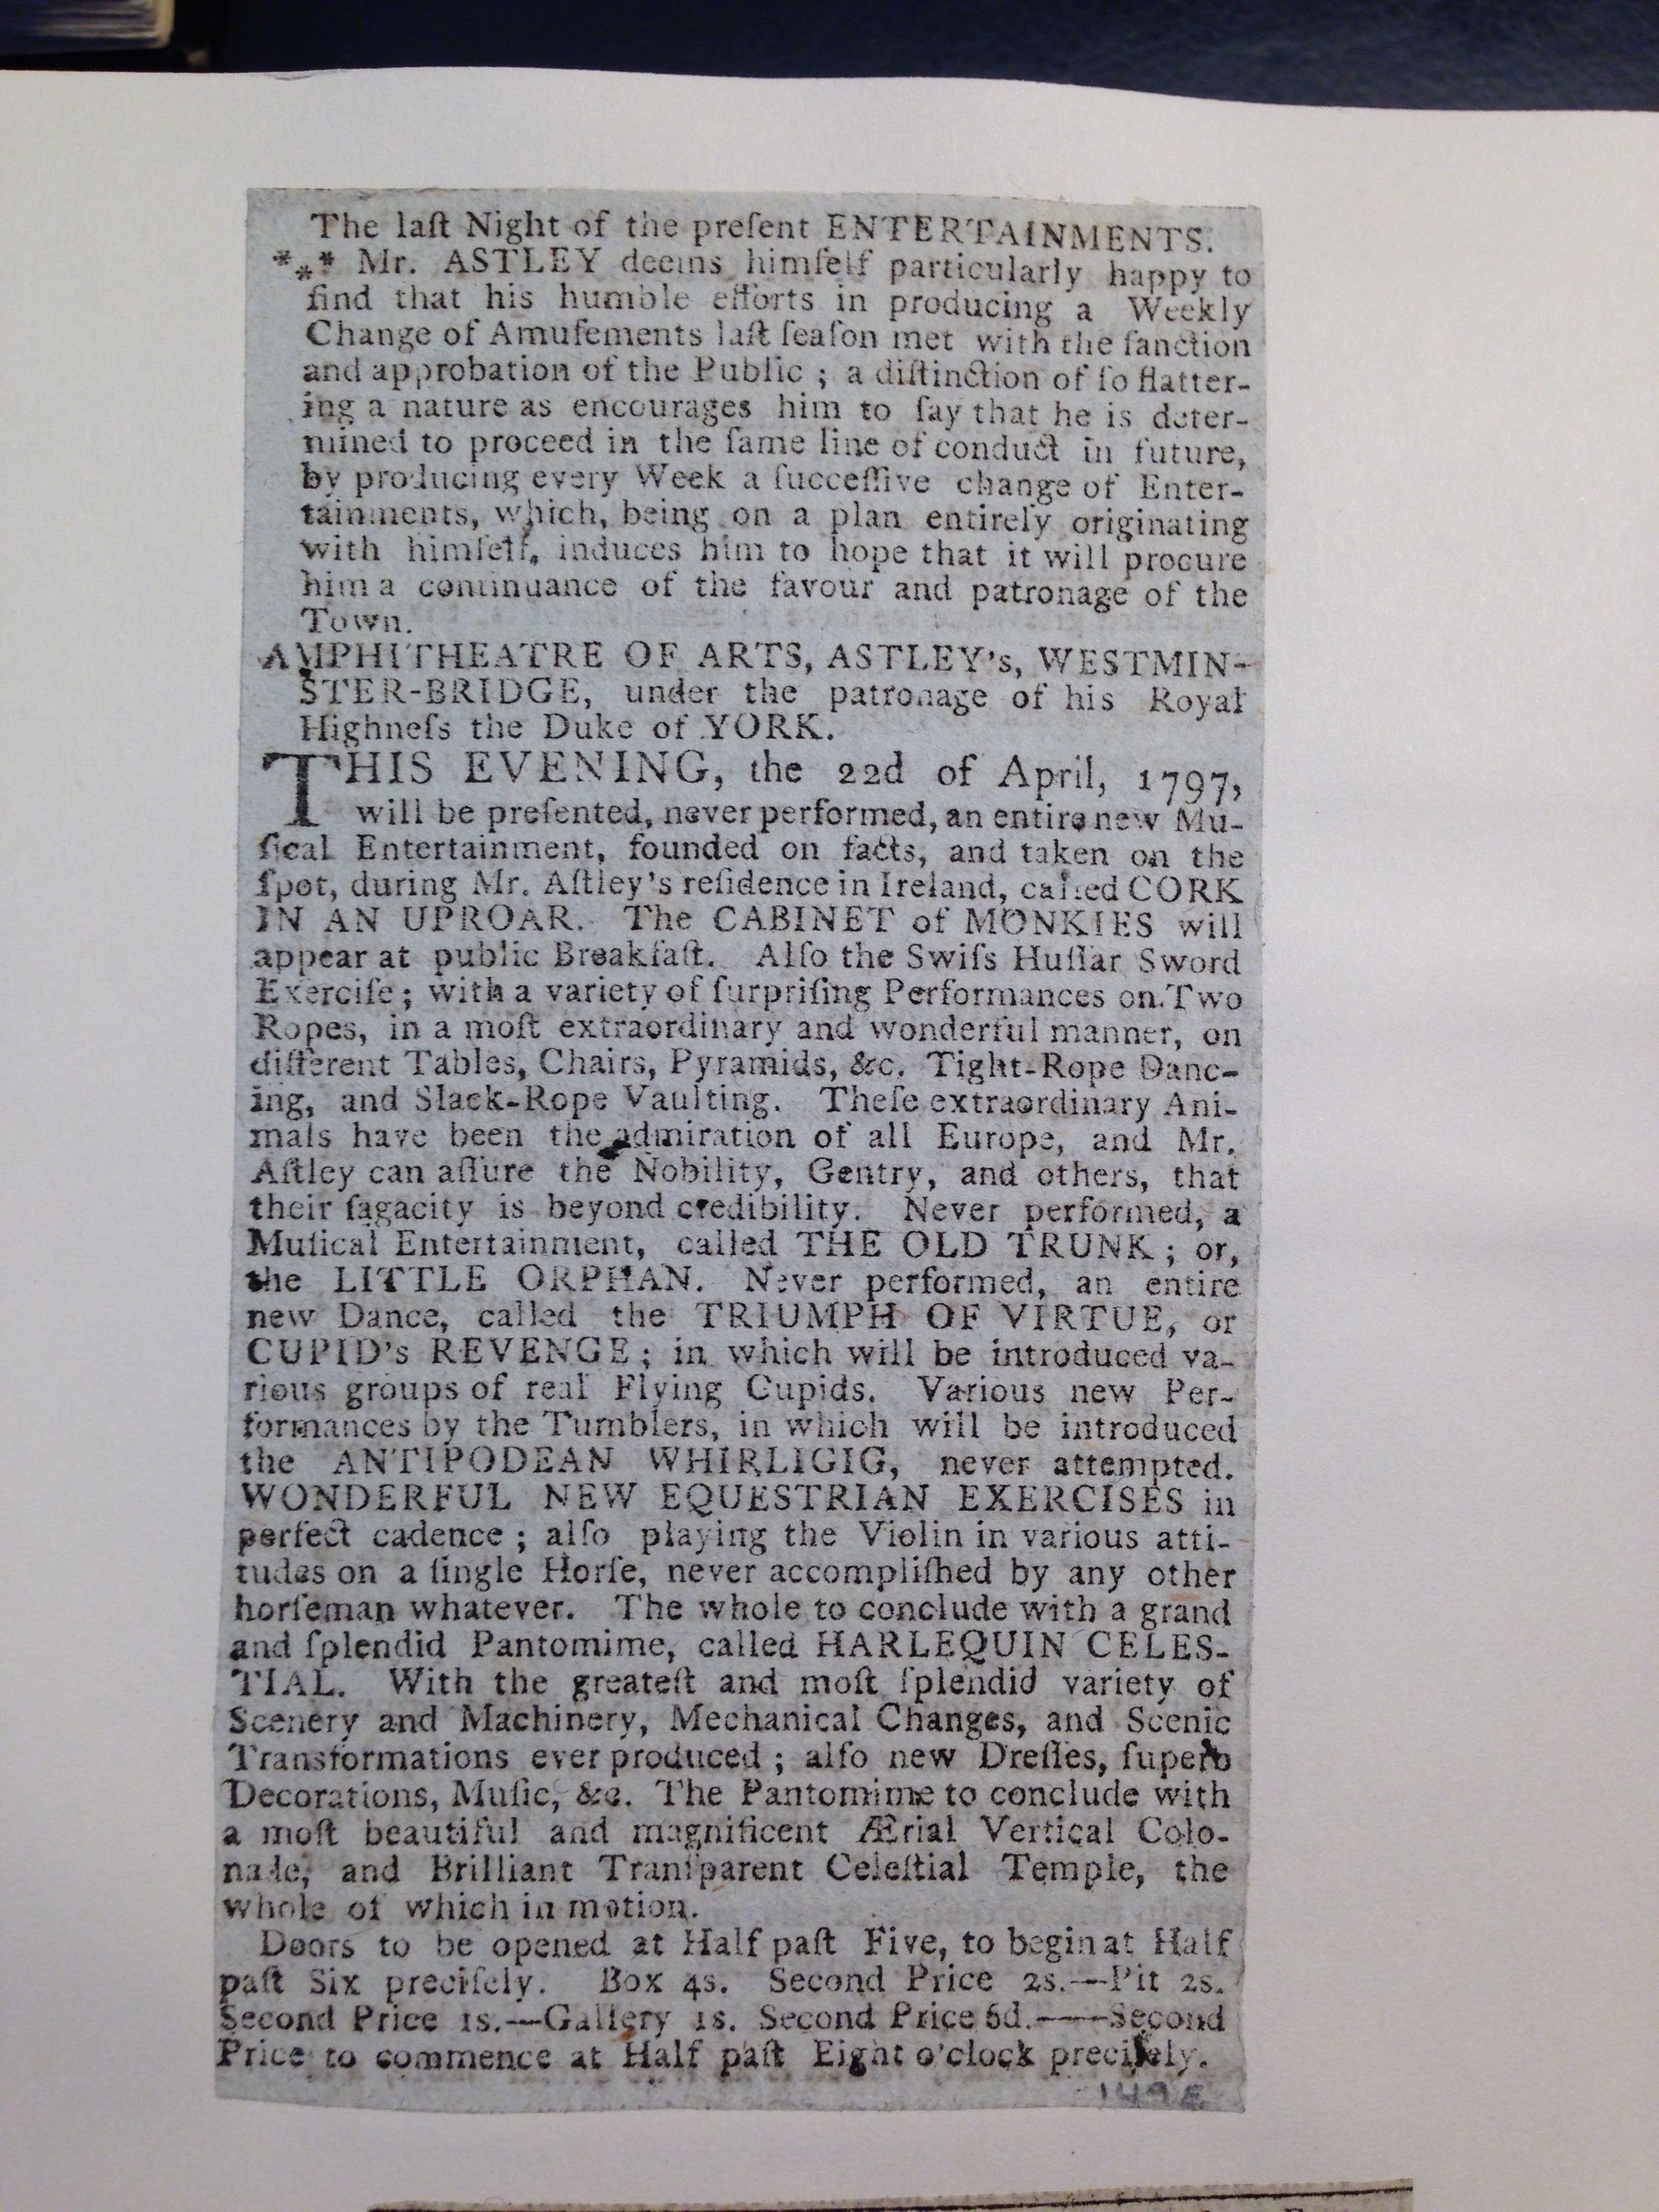 The laſt Night of the preſent ENTERTAINMENTS.
*⁎* Mr. ASTLEY deems himſelf particularly happy to
find that his humble efforts in producing a Weekly
Change of Amuſements laſt ſeaſon met with the ſanction
and approbation of the Public ; a diſtinction of ſo flatter-
ing a nature as encourages him to ſay that he is deter-
mined to proceed in the ſame line of conduct in future,
by producing every Week a ſucceſſive change of Enter-
tainments, which, being on a plan entirely originating
with himſelf, induces him to hope that it will procure
him a continuance of the favour and patronage of the
Town.
AMPHITHEATRE OF ARTS, ASTLEY's, WESTMIN-
STER-BRIDGE, under the patronage of his Royal
Highneſs the Duke of YORK.
THIS EVENING, the 22d of April, 1797,
will be preſented, never performed, an entire new Mu-
ſical Entertainment, founded on facts, and taken on the
ſpot, during Mr. Aſtley's reſidence in Ireland, called CORK
IN AN UPROAR. The CABINET of MONKIES will
appear at public Breakfaſt. Alſo the Swiſs Huſſar Sword
Exerciſe ; with a variety of ſurpriſing Performances on Two
Ropes, in a moſt extraordinary and wonderful manner, on
different Tables, Chairs, Pyramids, &c. Tight-Rope Danc-
ing, and Slack-Rope Vaulting. Theſe extraordinary Ani-
mals have been the admiration of all Europe, and Mr.
Aſtley can aſſure the Nobility, Gentry, and others, that
their ſagacity is beyond credibility. Never performed, a
Muſical Entertainment, called THE OLD TRUNK ; or,
the LITTLE ORPHAN. Never performed, an entire
new Dance, called the TRIUMPH OF VIRTUE, or
CUPID's REVENGE ; in which will be introduced va-
rious groups of real Flying Cupids. Various new Per-
formances by the Tumblers, in which will be introduced
the ANTIPODEAN WHIRLIGIG, never attempted.
WONDERFUL NEW EQUESTRIAN EXERCISES in
perfect cadence ; alſo playing the Violin in various atti-
tudes on a ſingle Horſe, never accompliſhed by any other
horſeman whatever. The whole to conclude with a grand
and ſplendid Pantomime, called HARLEQUIN CELES-
TIAL. With the greateſt and moſt ſplendid variety of
Scenery and Machinery, Mechanical Changes, and Scenic
Transformations ever produced ; alſo new Dreſſes, ſuperb
Decorations, Muſic, &c. The Pantomime to conclude with
a moſt beautiful and magnificent Ærial Vertical Colo-
nade, and Brilliant Tranſparent Celeſtial Temple, the
whole of which in motion.
Doors to be opened at Half paſt Five, to begin at Half
paſt Six preciſely. Box 4s. Second Price 2s.—Pit 2s.
Second Price 1s.—Gallery 1s. Second Price 6d.——Second
Price to commence at Half paſt Eight o'clock preciſely.